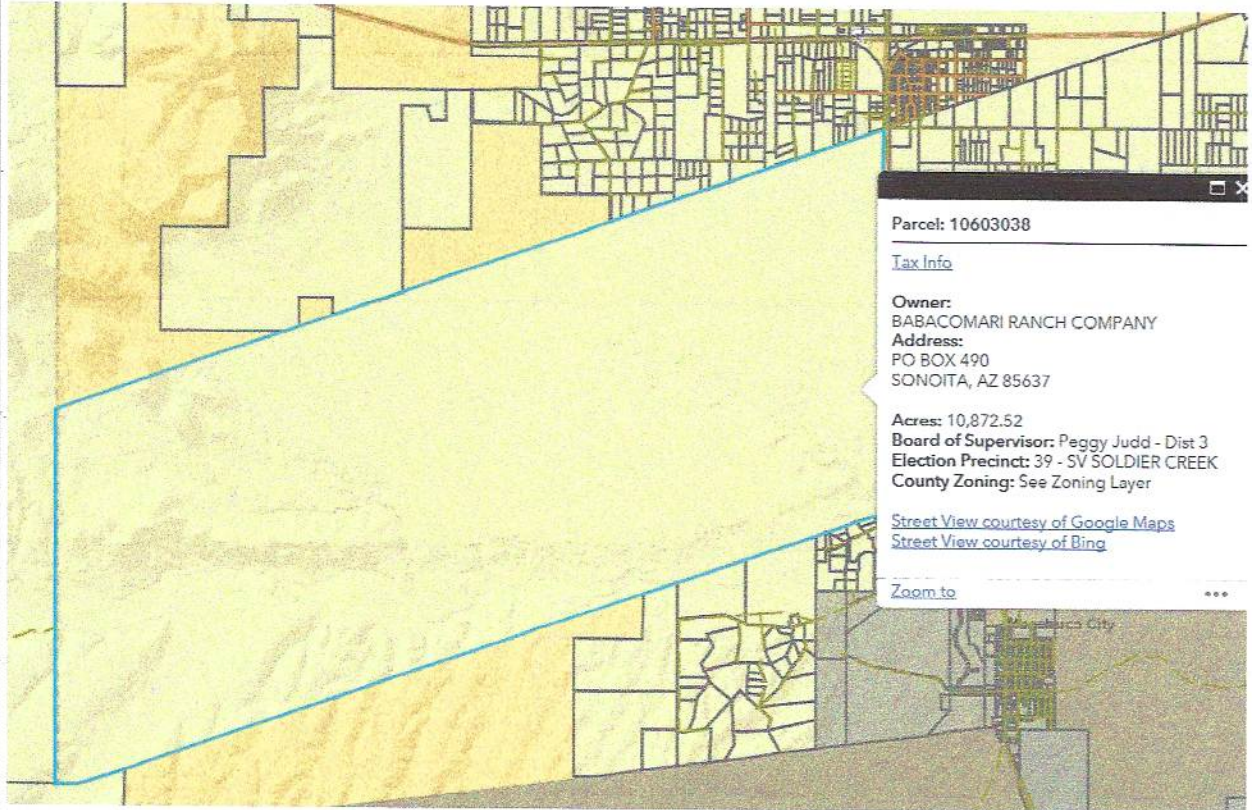 Parcel: 10603038
Tax Info
Owner:
BABACOMARI RANCH COMPANY
Address:
PO BOX 490
SONOITA, AZ 85637
Acres: 10,872.52
Board of Supervisor: Peggy Judd - Dist 3
Election Precinct: 39 - SV SOLDIER CREEK
County Zoning: See Zoning Layer
Street View courtesy of Google Maps
Street View courtesy of Bing
Zoom to
Huachuca City